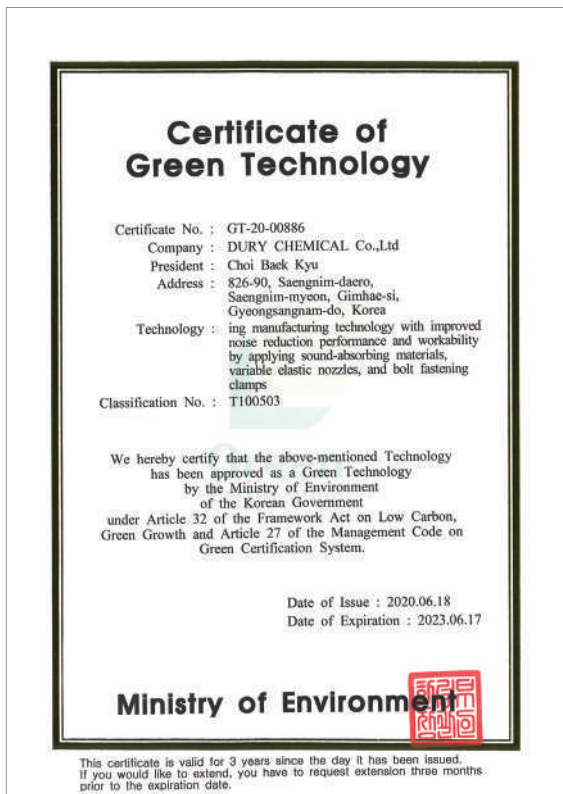 Certificate of
Green Technology
Certificate No. : GT-20-00886
Company : DURY CHEMICAL Co.,Ltd
President : Choi Baek Kyu
Address : 826-90, Saengnim-daero,
Saengnim-myeon, Gimhae-si,
Gyeongsangnam-do, Korea
Technology : ing manufacturing technology with improved
noise reduction performance and workability
by applying sound-absorbing materials,
variable elastic nozzles, and bolt fastening
clamps
Classification No. : T100503
We hereby certify that the above-mentioned Technology
has been approved as a Green Technology
by the Ministry of Environment
of the Korean Government
under Article 32 of the Framework Act on Low Carbon,
Green Growth and Article 27 of the Management Code on
Green Certification System.
Date of Issue : 2020.06.18
Date of Expiration : 2023.06.17
Ministry of Environment
This certificate is valid for 3 years since the day it has been issued.
If you would like to extend, you have to request extension three months
prior to the expiration date.